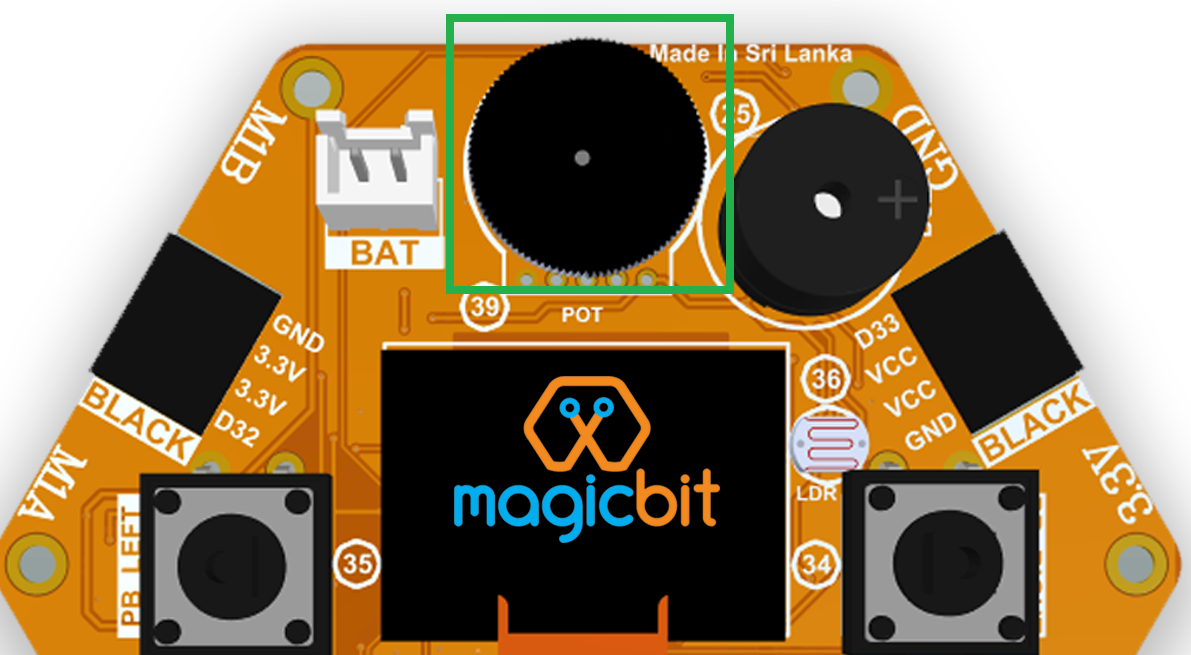 Made In Sri Lanka
25
GND
M1B
BAT
39
POT
GND
3.3V
3.3V
D32
BLACK
D33
VCC
VCC
GND
BLACK
36
LDR
magicbit
M1A
3.3V
PB LEFT
35
34